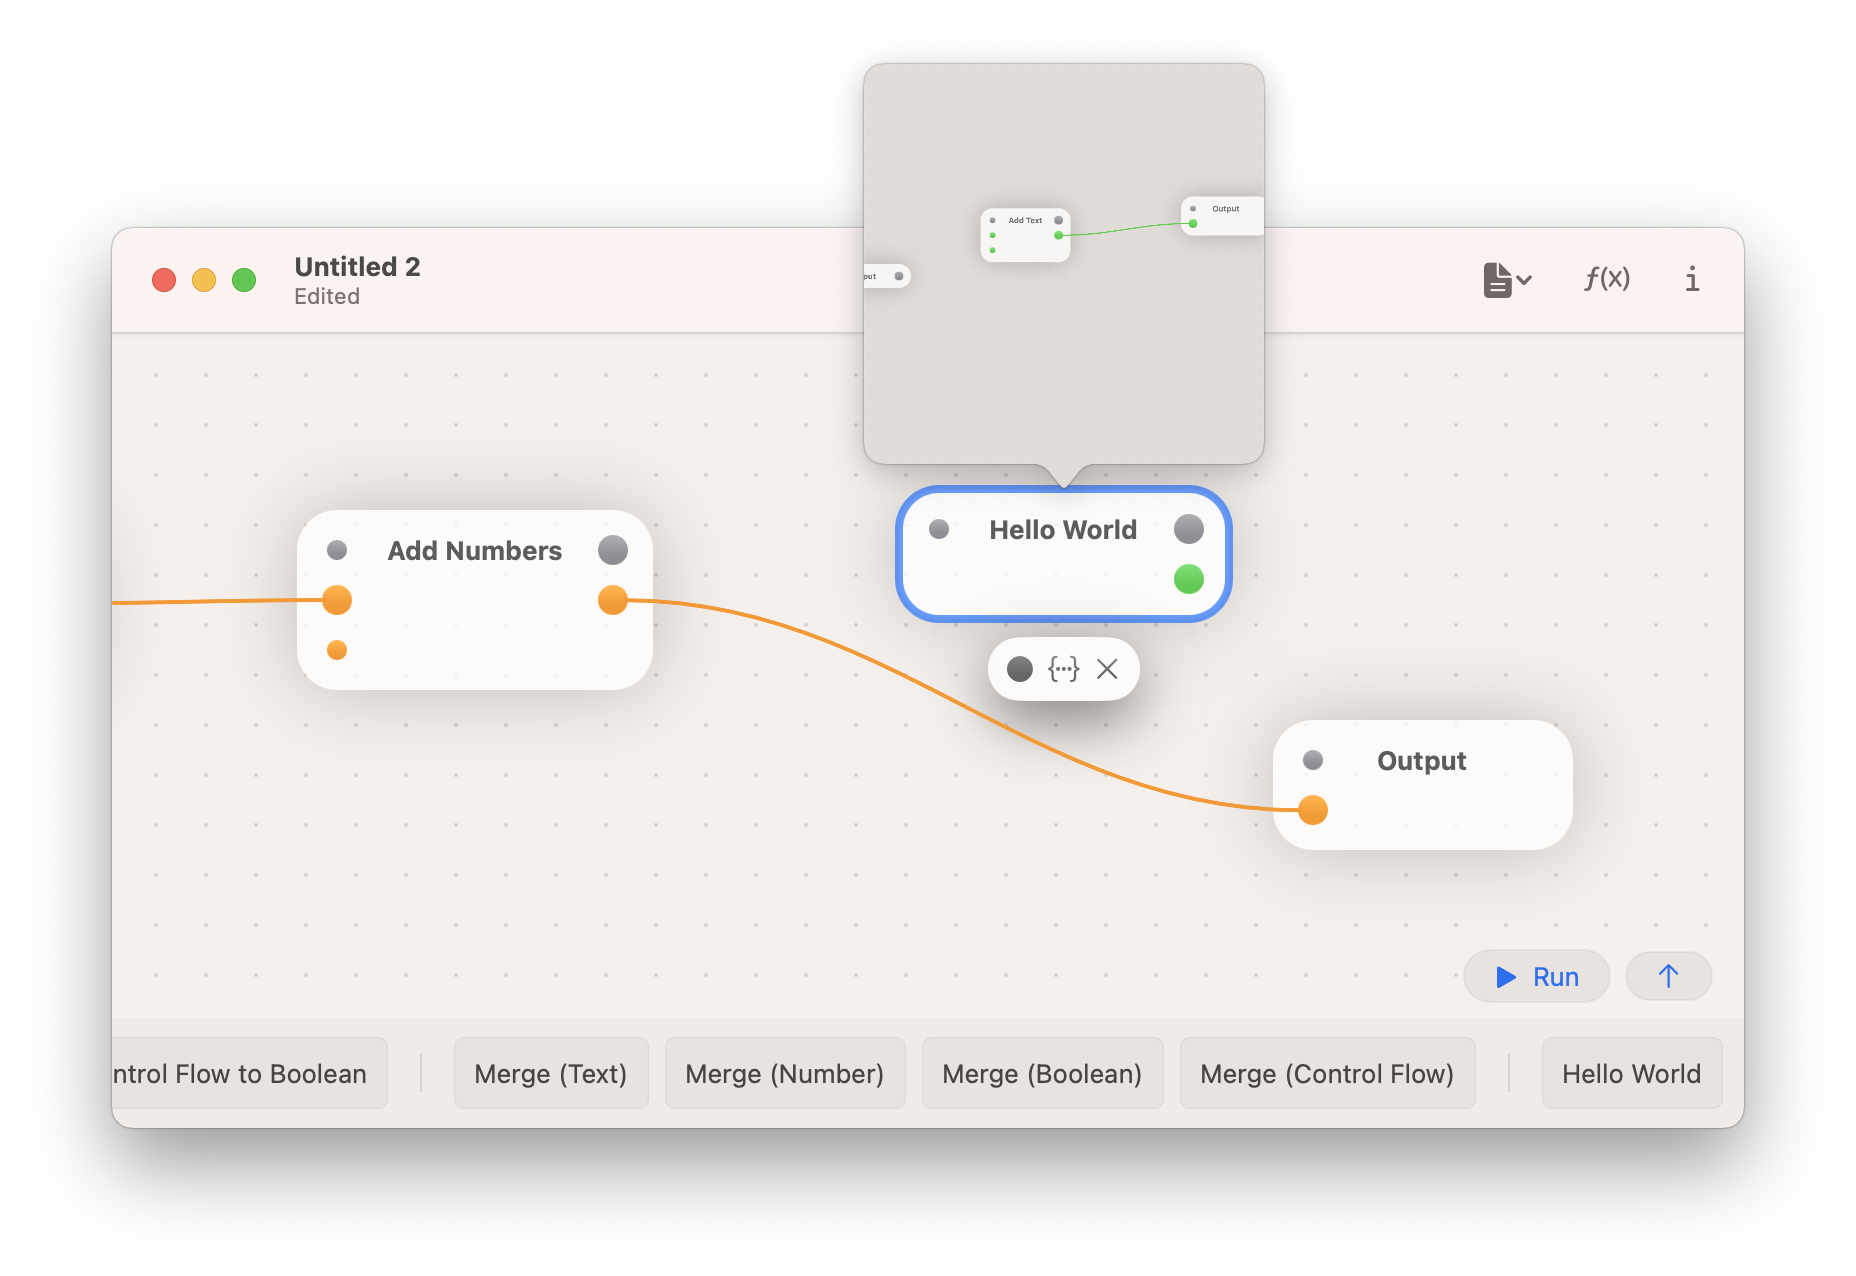 Add Text
Output
put
Untitled 2
Edited
f(x)
i
Add Numbers
Hello World
{...}
Output
Run
ntrol Flow to Boolean
Merge (Text)
Merge (Number)
Merge (Boolean)
Merge (Control Flow)
Hello World